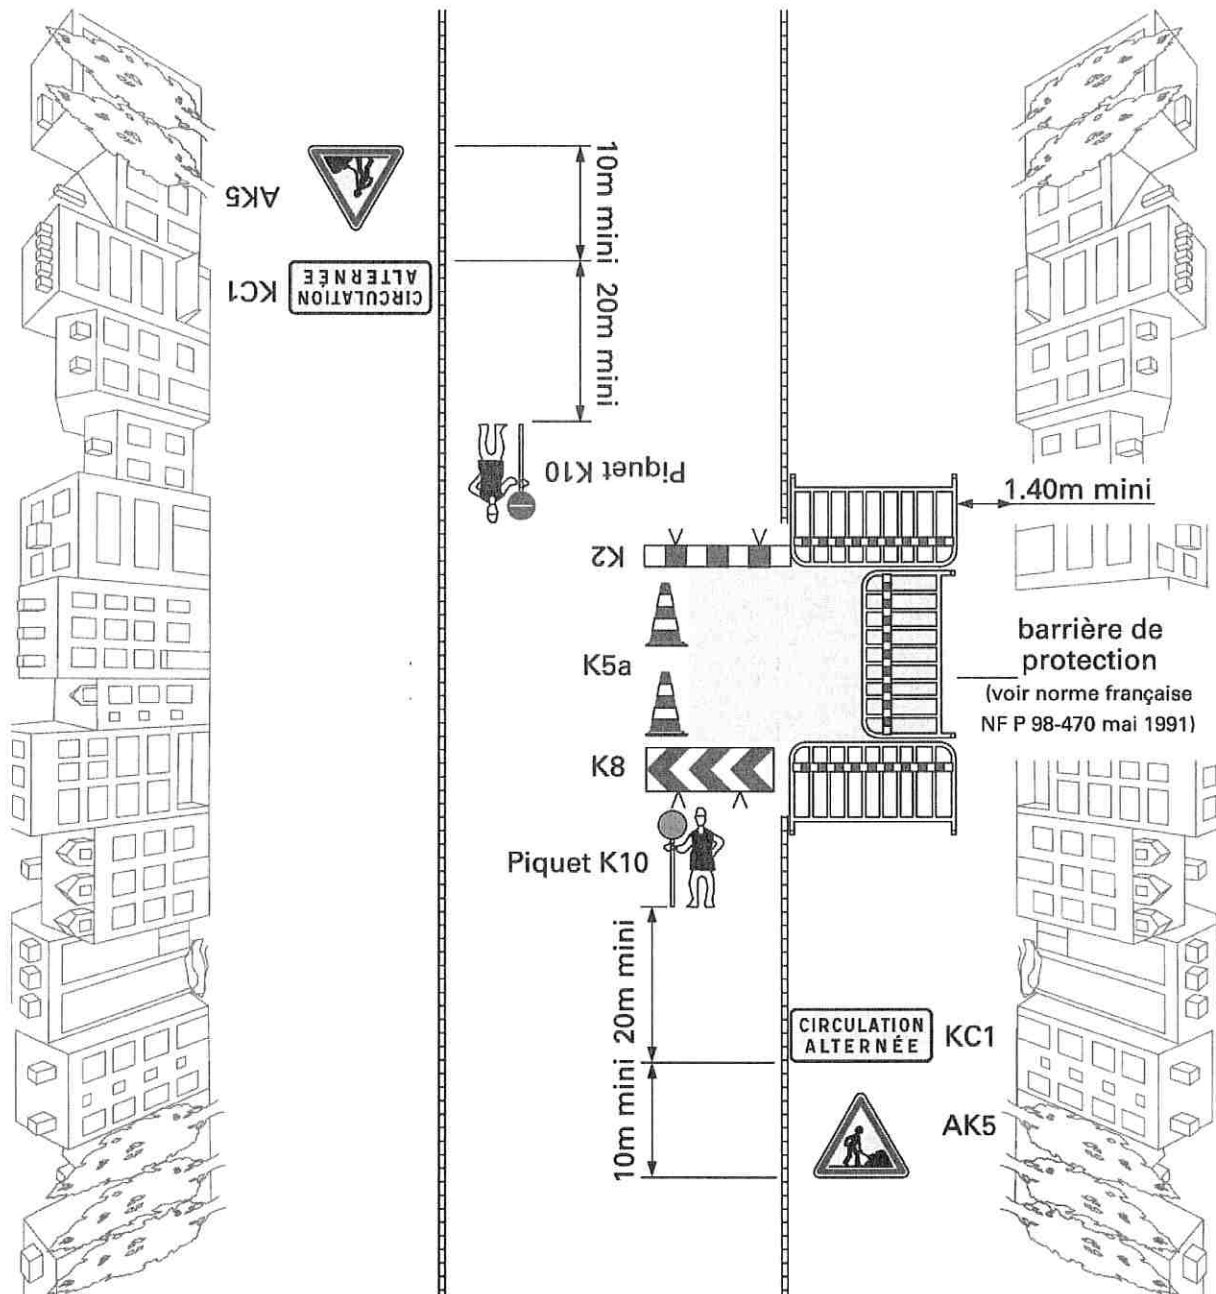 10m mini
AK5
CIRCULATION
ALTERNÉE
KC1
20m mini
Piquet K10
1.40m mini
K2
barrière de
protection
(voir norme française
NF P 98-470 mai 1991)
K5a
K8
Piquet K10
20m mini
CIRCULATION
ALTERNÉE
KC1
10m mini
AK5